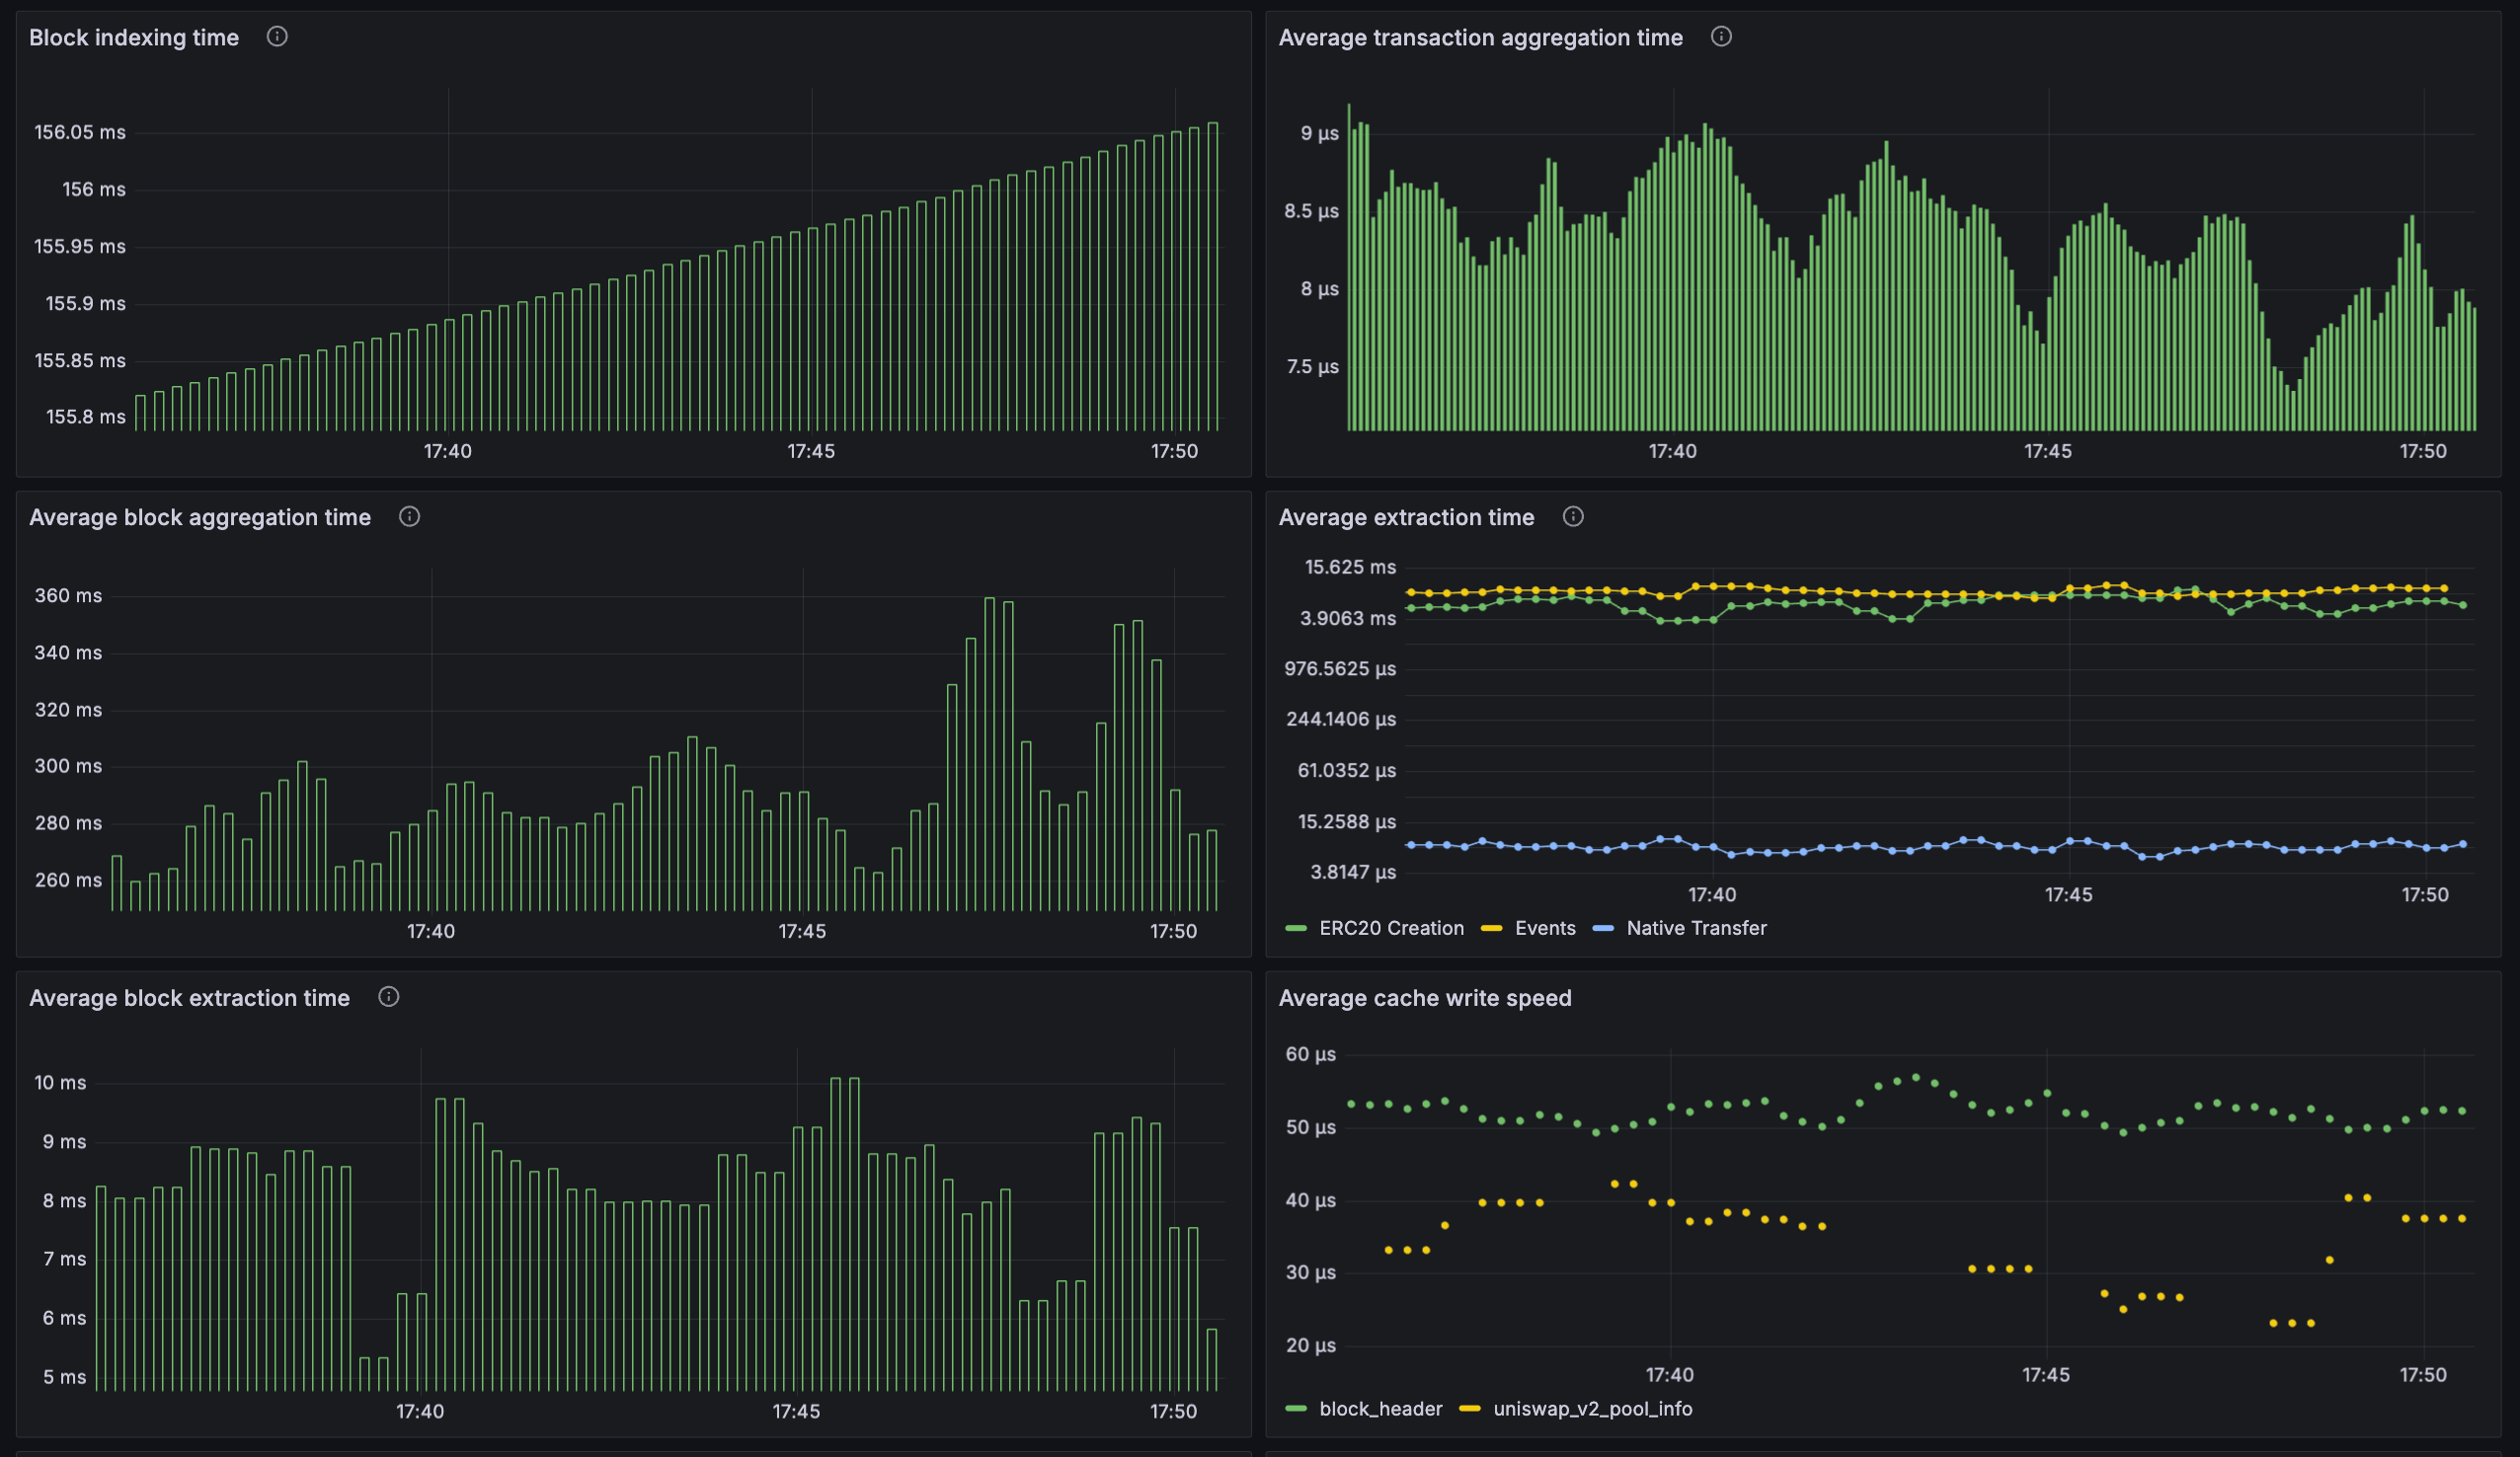 Block indexing time
156.05 ms
156 ms
155.95 ms
155.9 ms
155.85 ms
155.8 ms
17:40 17:45 17:50
Average transaction aggregation time
9 µs
8.5 µs
8 µs
7.5 µs
17:40 17:45 17:50
Average block aggregation time
360 ms
340 ms
320 ms
300 ms
280 ms
260 ms
17:40 17:45 17:50
Average extraction time
15.625 ms
3.9063 ms
976.5625 µs
244.1406 µs
61.0352 µs
15.2588 µs
3.8147 µs
17:40 17:45 17:50
ERC20 Creation Events Native Transfer
Average block extraction time
10 ms
9 ms
8 ms
7 ms
6 ms
5 ms
17:40 17:45 17:50
Average cache write speed
60 µs
50 µs
40 µs
30 µs
20 µs
17:40 17:45 17:50
block_header uniswap_v2_pool_info